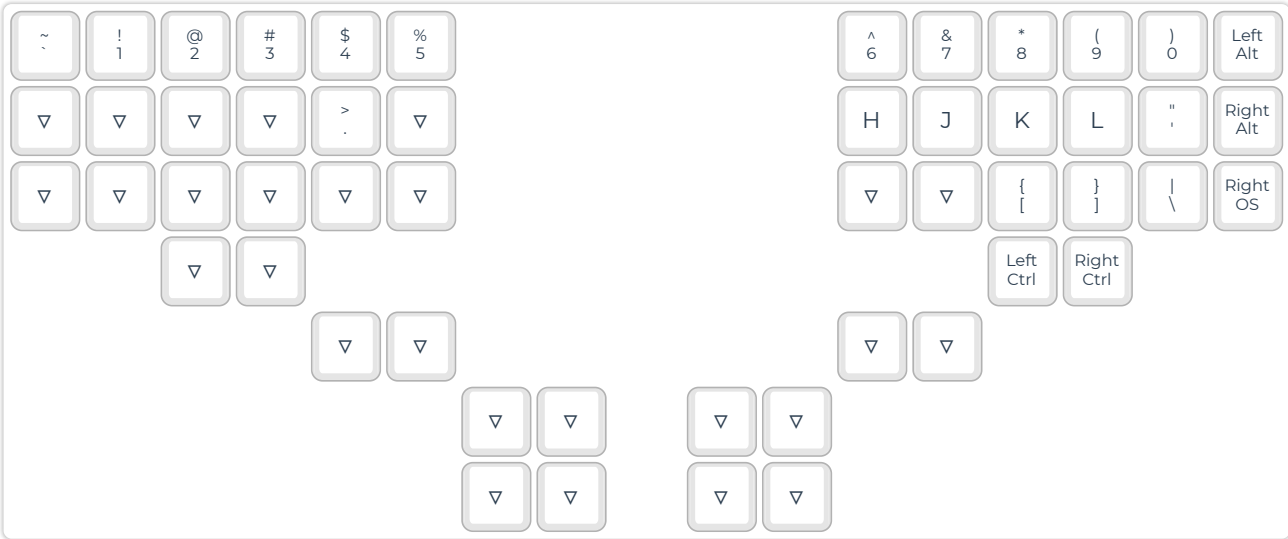 ~ ! @ # $ % ^ & * ( ) Left
` 1 2 3 4 5 6 7 8 9 0 Alt
▽ ▽ ▽ ▽ > ▽ H J K L " Right
. ' Alt
▽ ▽ ▽ ▽ ▽ ▽ ▽ ▽ { } | Right
[ ] \ OS
▽ ▽ Left Right
Ctrl Ctrl
▽ ▽ ▽ ▽
▽ ▽ ▽ ▽
▽ ▽ ▽ ▽